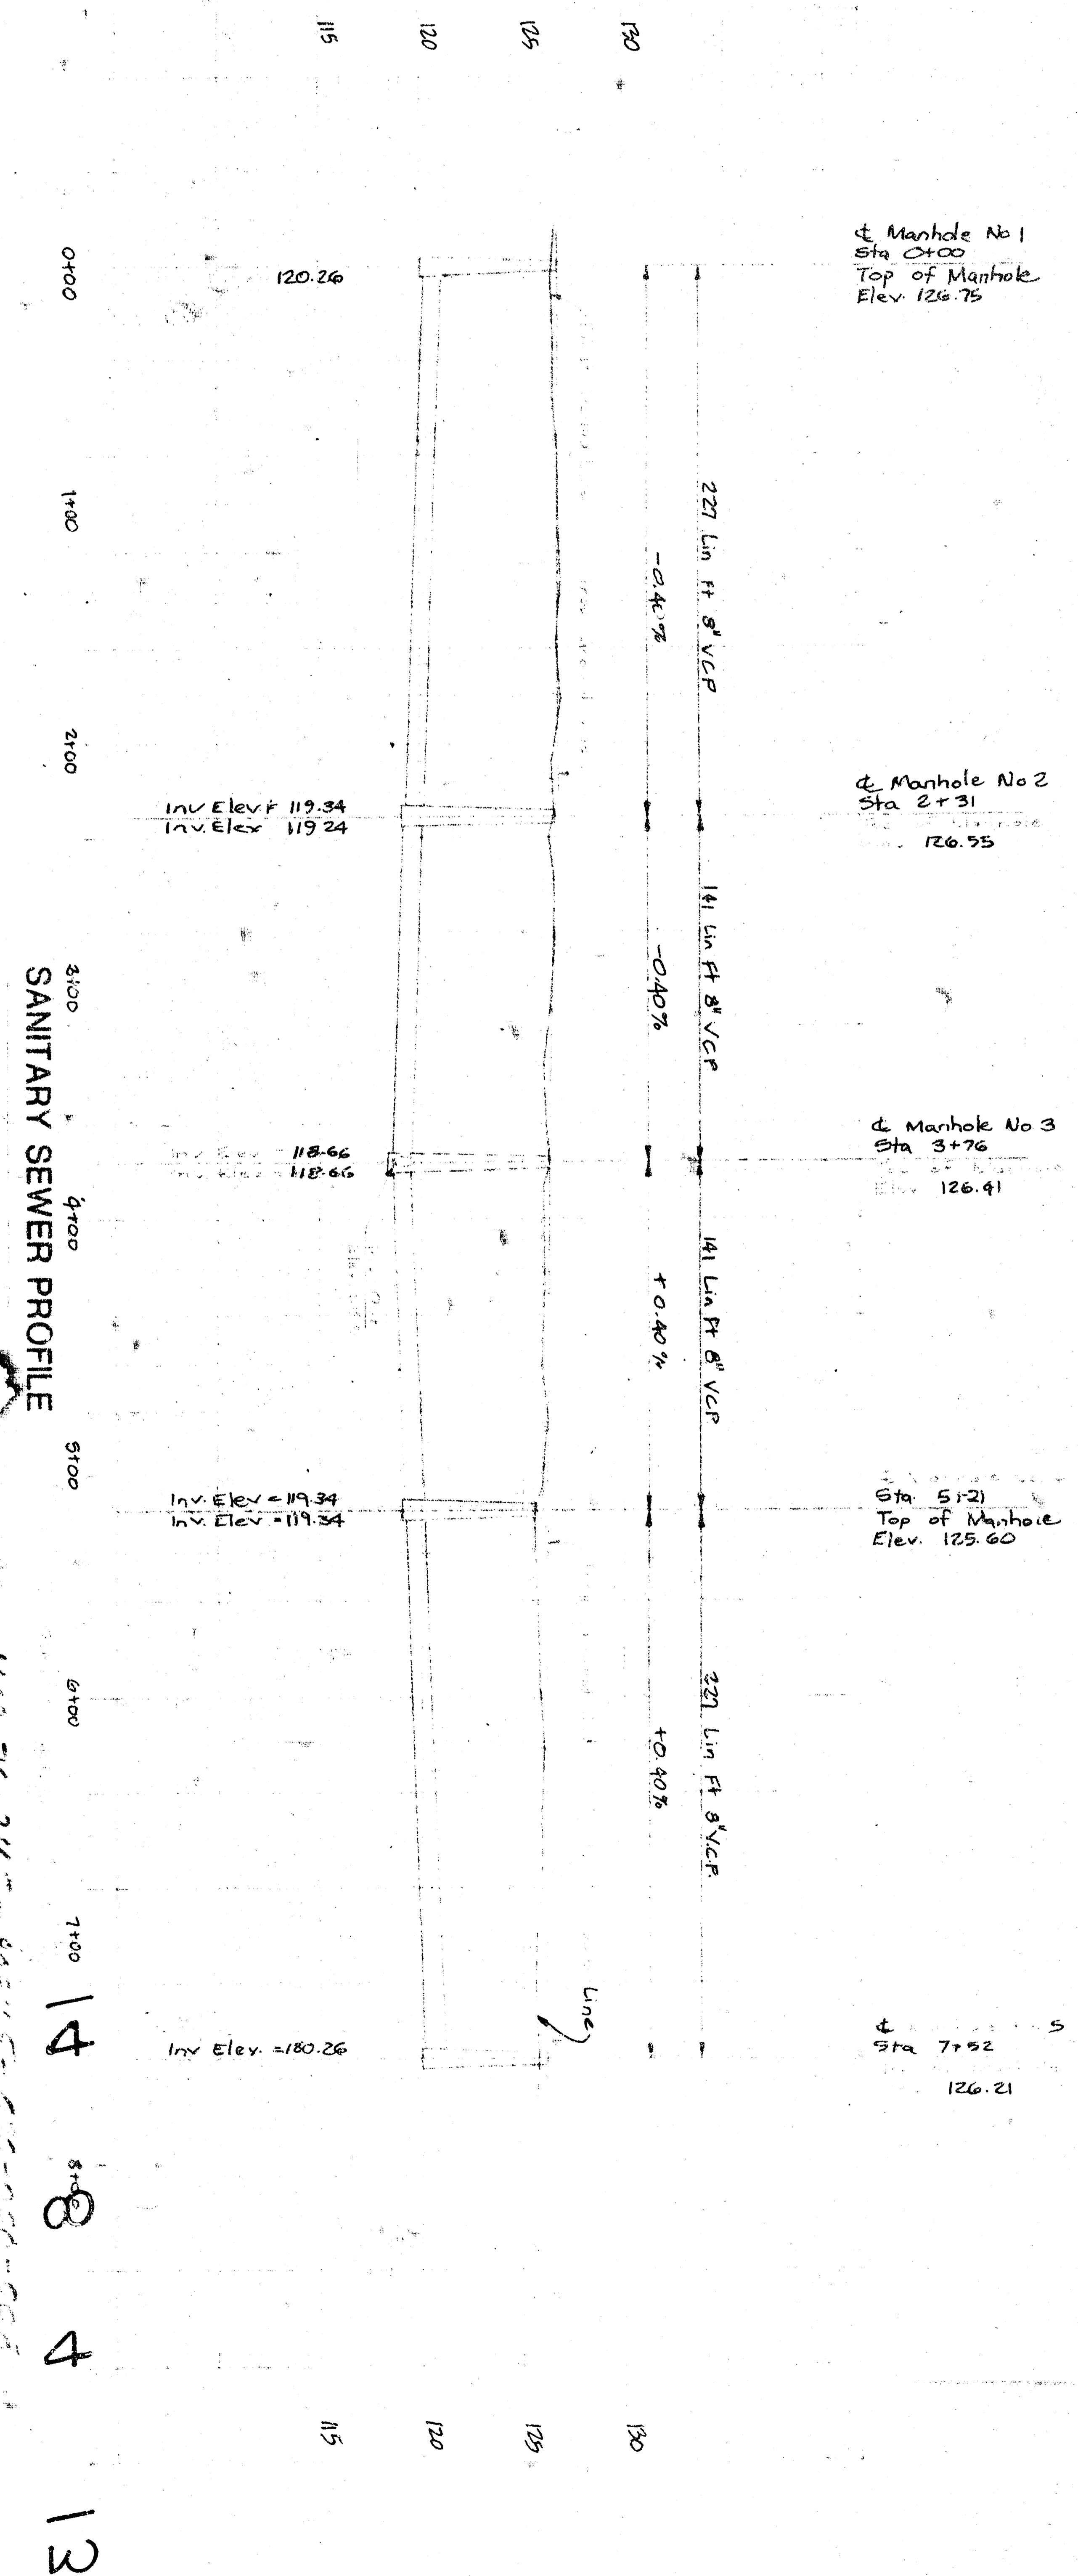 115
120
125
130
₵ Manhole No 1
Sta 0+00
Top of Manhole
Elev. 126.75
0+00
120.26
1+00
227 Lin Ft 8" VCP
-0.40%
2+00
Inv Elev = 119.34
Inv. Elev 119.24
₵ Manhole No 2
Sta 2+31
126.55
141 Lin Ft 8" VCP
-0.40%
3+00
118.66
118.66
₵ Manhole No 3
Sta 3+76
126.41
4+00
141 Lin Ft 8" VCP
+0.40%
5+00
Inv. Elev = 119.34
Inv. Elev = 119.34
Sta 5+21
Top of Manhole
Elev. 125.60
6+00
227 Lin Ft 8" V.C.P.
+0.40%
7+00
Line
Inv Elev. = 180.26
₵ 5
Sta 7+52
126.21
8+00
SANITARY SEWER PROFILE
115
120
125
130
1 4 8 4 13